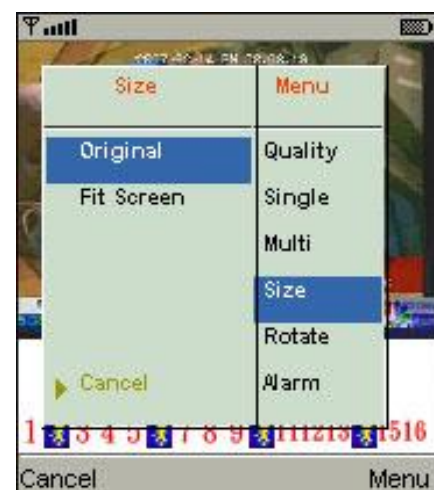 Size
Menu
Original
Fit Screen
Cancel
Quality
Single
Multi
Size
Rotate
Alarm
1 3 4 5 7 8 9 11 12 13 15 16
Cancel
Menu